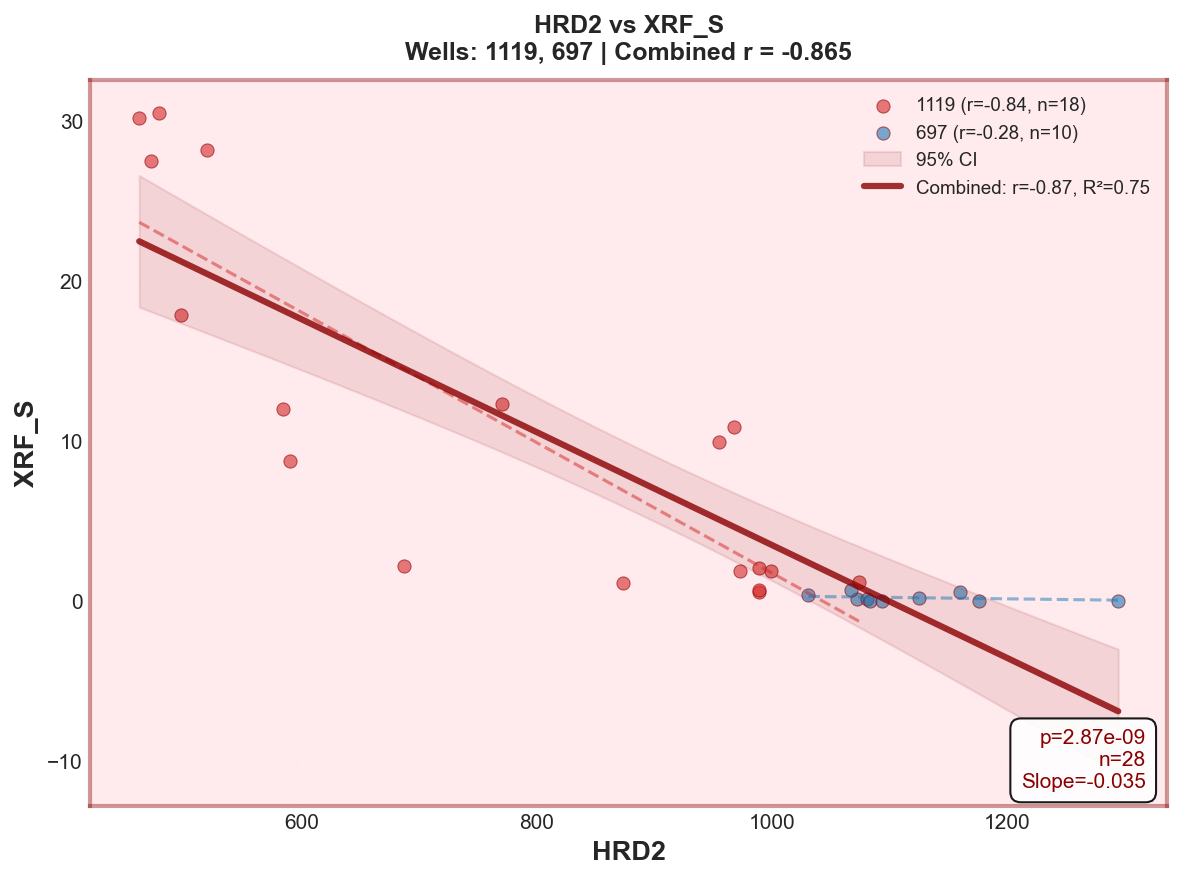 HRD2 vs XRF_S
Wells: 1119, 697 | Combined r = -0.865
1119 (r=-0.84, n=18)
697 (r=-0.28, n=10)
95% CI
Combined: r=-0.87, R²=0.75
30
20
10
0
−10
XRF_S
p=2.87e-09
n=28
Slope=-0.035
600 800 1000 1200
HRD2